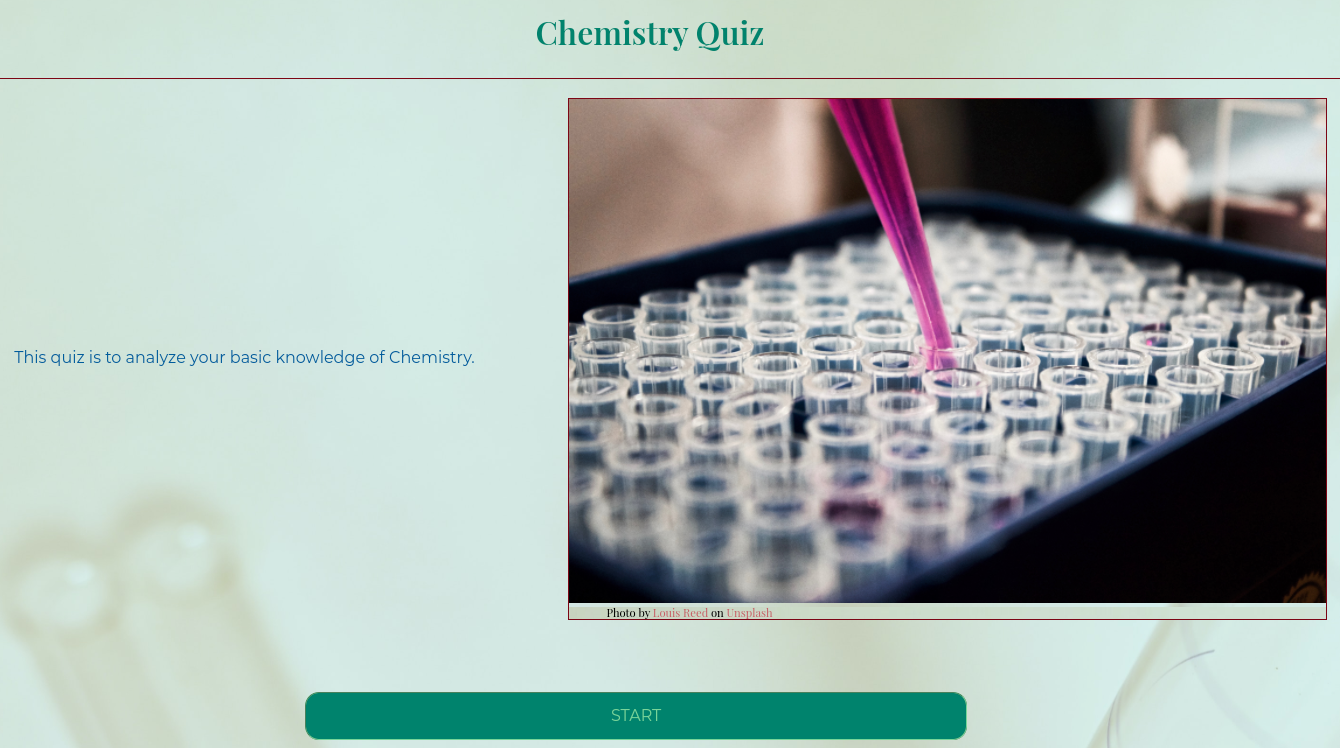 Chemistry Quiz
This quiz is to analyze your basic knowledge of Chemistry.
Photo by Louis Reed on Unsplash
START